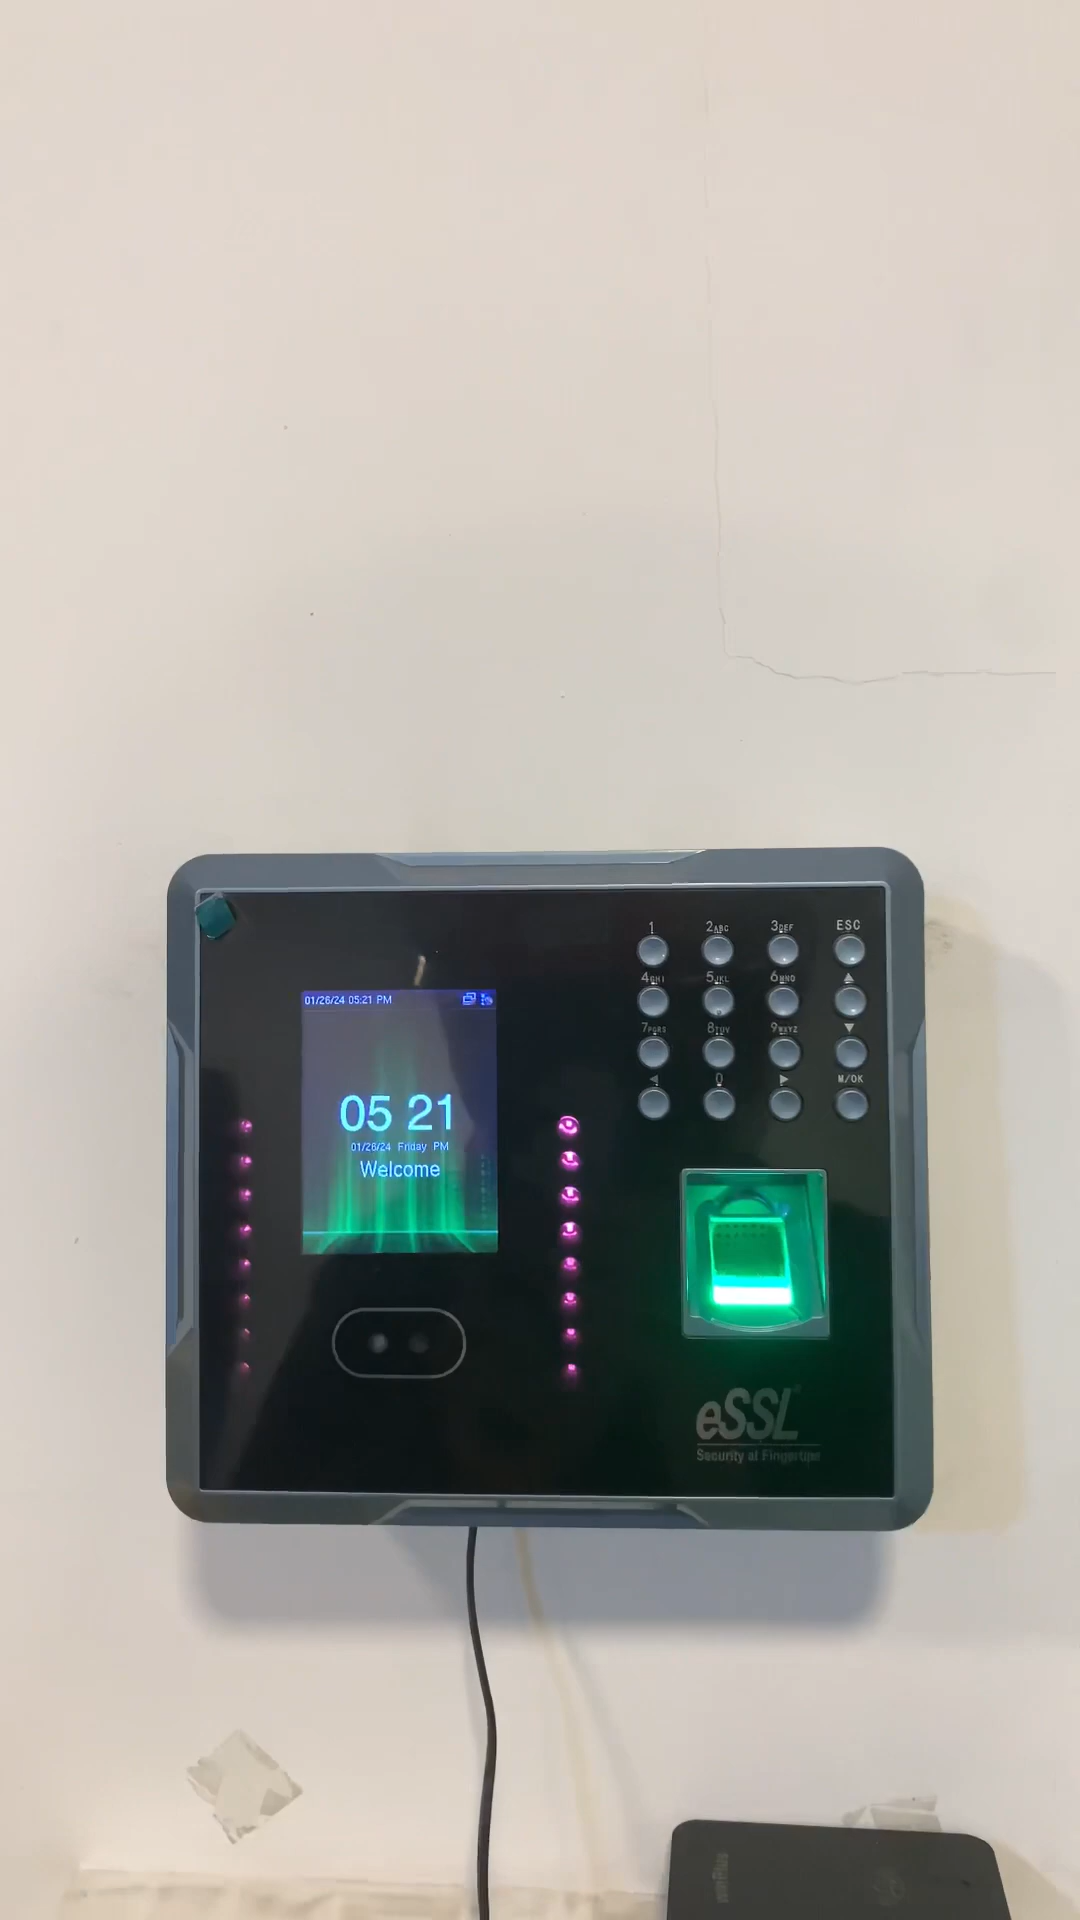 01/26/24 05:21 PM
05 21
01/26/24 Friday PM
Welcome
1 2ABC 3DEF ESC
4GHI 5JKL 6MNO
7PQRS 8TUV 9WXYZ
0 M/OK
eSSL
Security at Fingertips